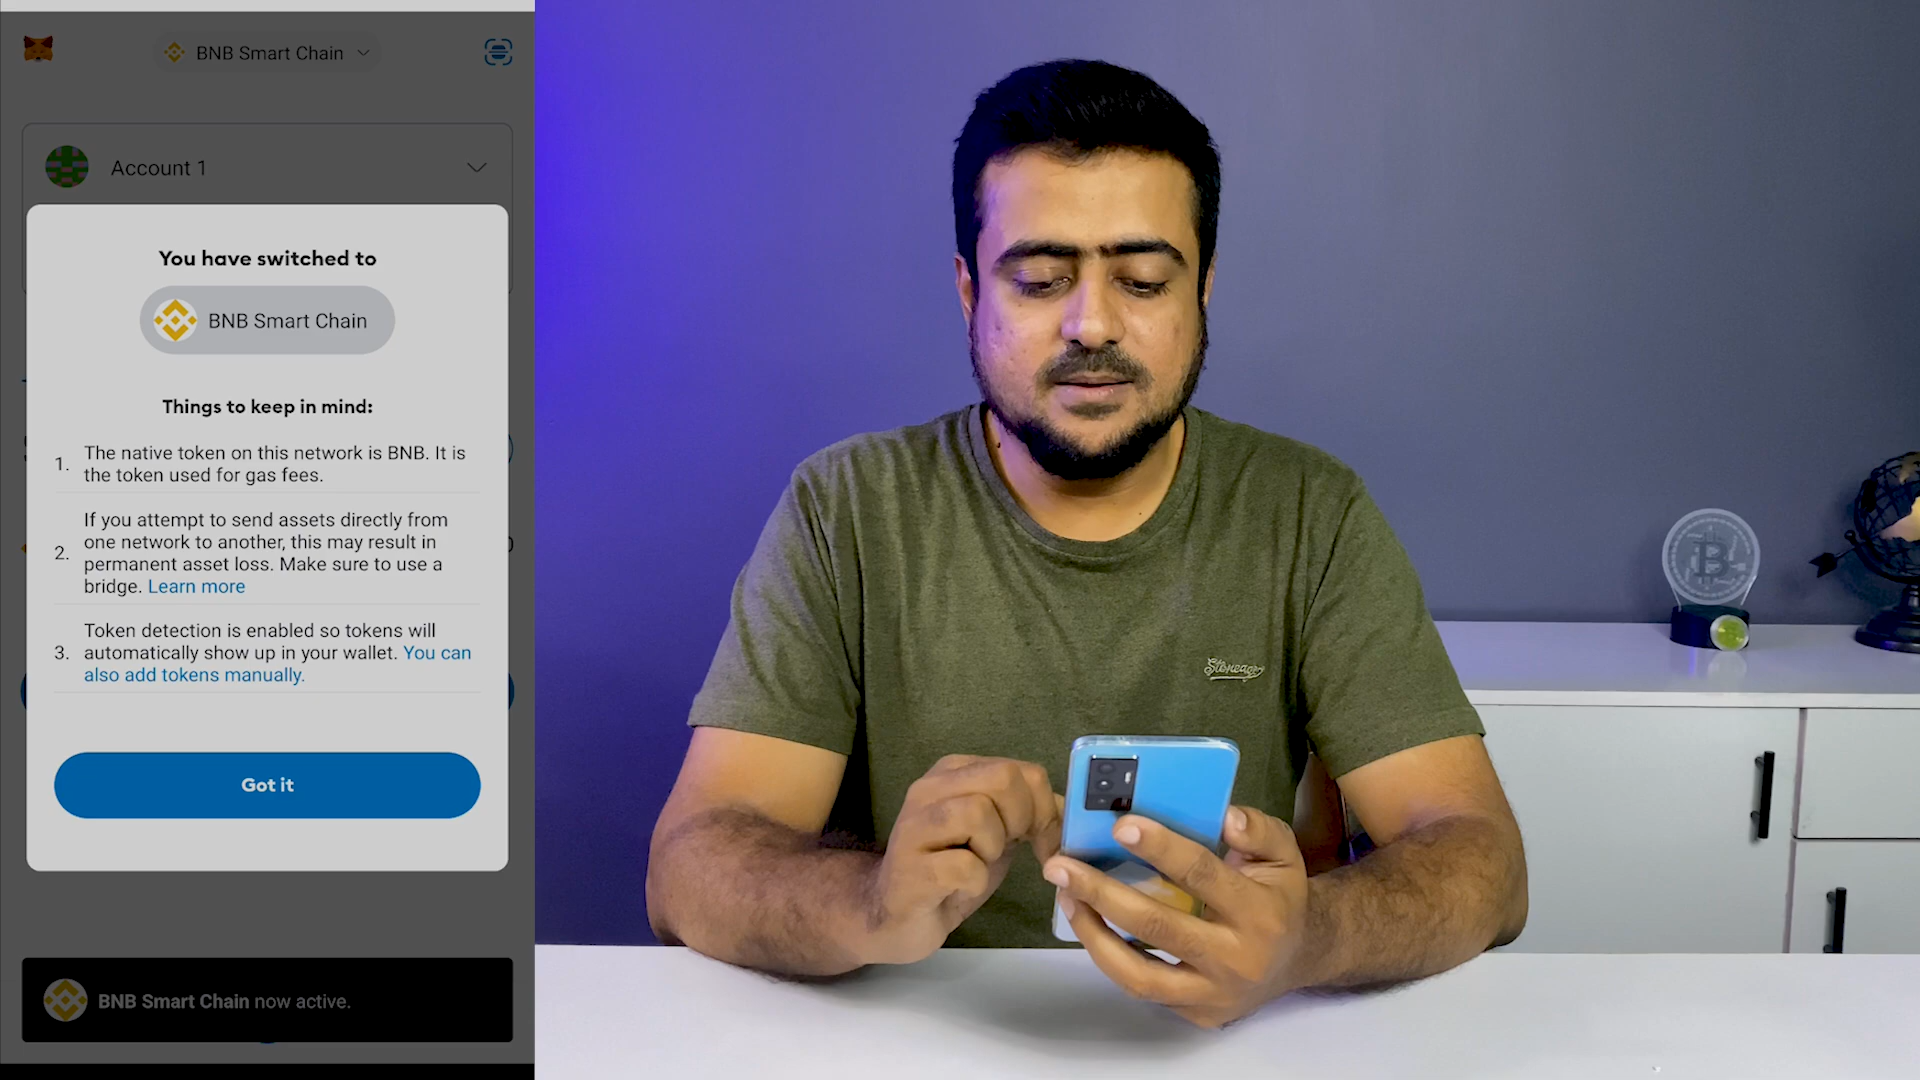 BNB Smart Chain
Account 1
You have switched to
BNB Smart Chain
Things to keep in mind:
1. The native token on this network is BNB. It is
the token used for gas fees.
2. If you attempt to send assets directly from
one network to another, this may result in
permanent asset loss. Make sure to use a
bridge. Learn more
3. Token detection is enabled so tokens will
automatically show up in your wallet. You can
also add tokens manually.
Got it
BNB Smart Chain now active.
Stoneage
B